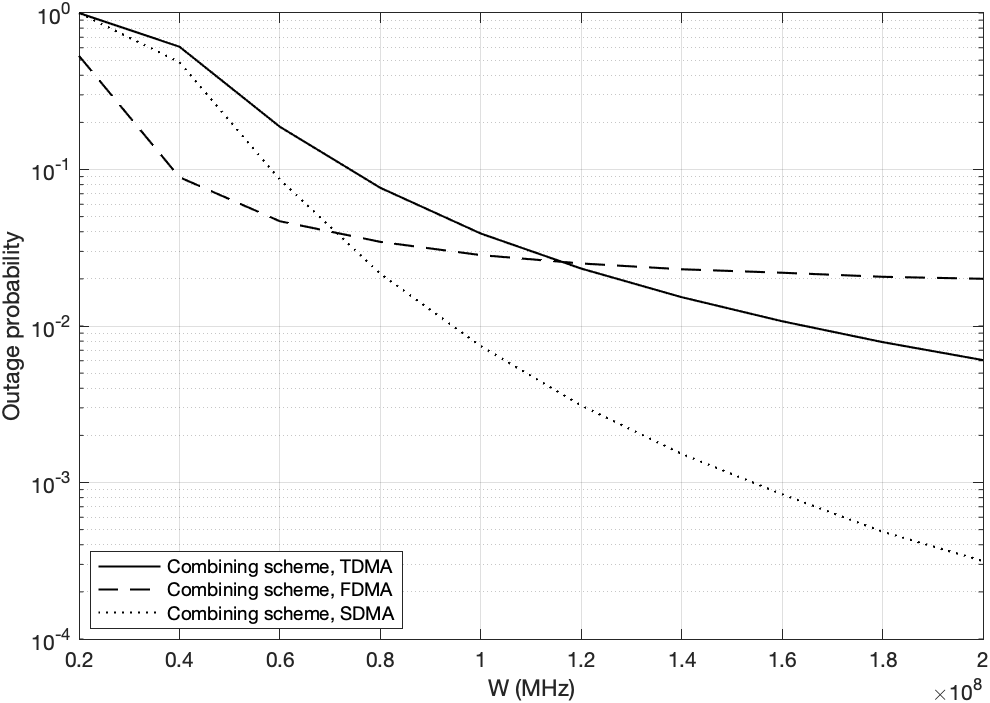 10^0
10^-1
10^-2
10^-3
10^-4
Outage probability
Combining scheme, TDMA
Combining scheme, FDMA
Combining scheme, SDMA
0.2 0.4 0.6 0.8 1 1.2 1.4 1.6 1.8 2
W (MHz)
×10^8